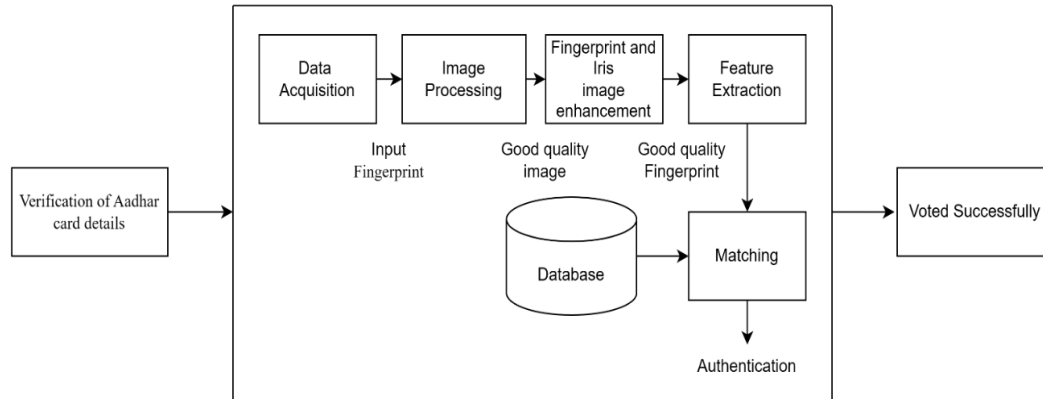 Data
Acquisition
Image
Processing
Fingerprint and
Iris
image
enhancement
Feature
Extraction
Input
Fingerprint
Good quality
image
Good quality
Fingerprint
Verification of Aadhar
card details
Database
Matching
Voted Successfully
Authentication